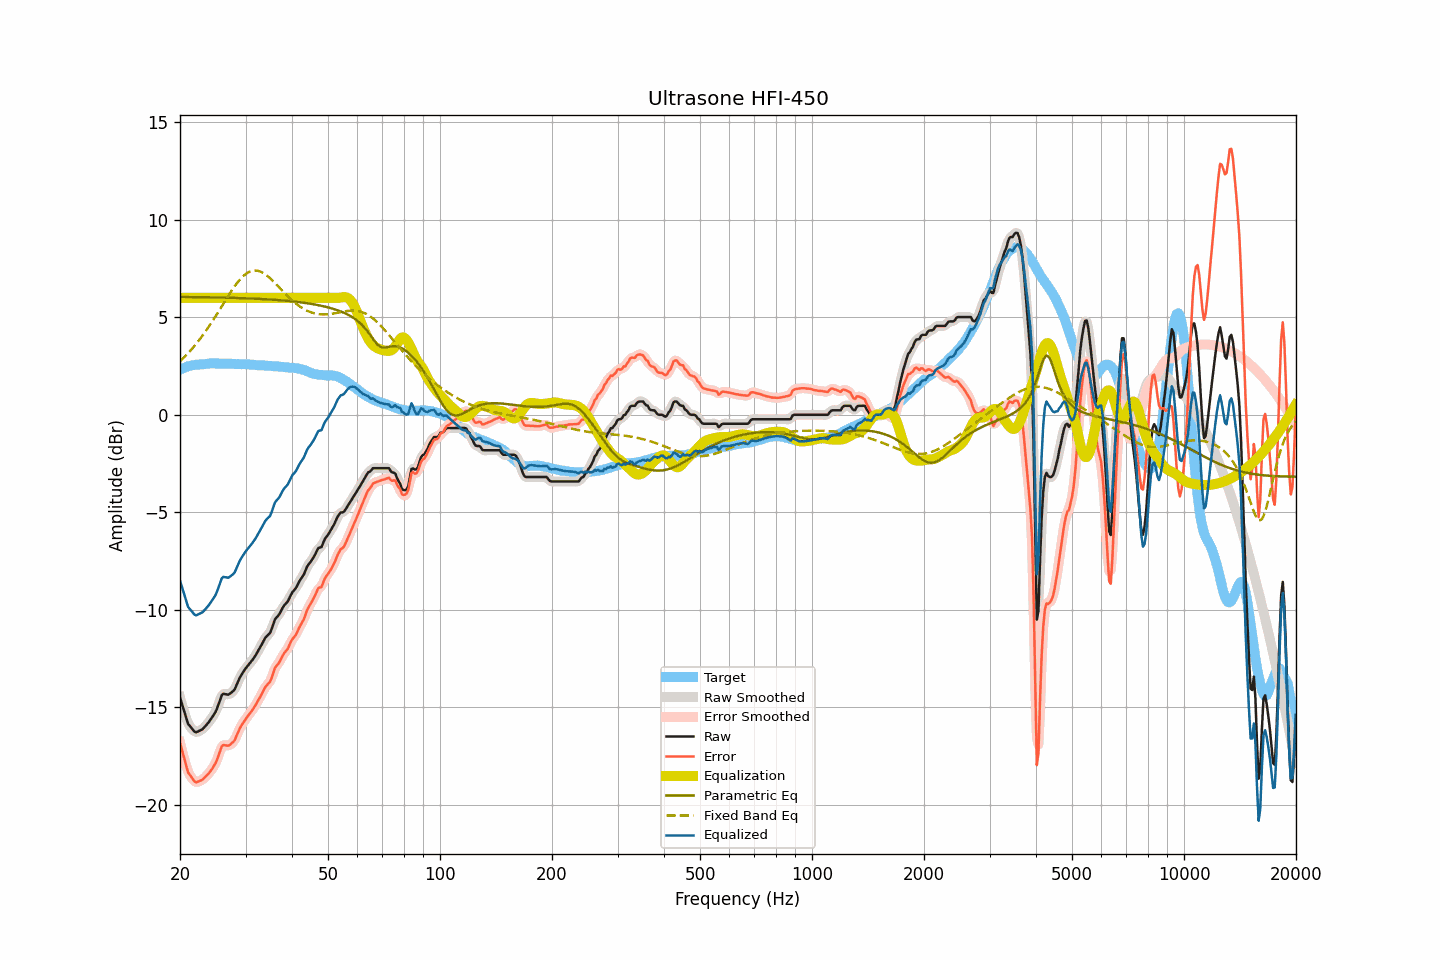 Ultrasone HFI-450
15
10
5
0
−5
−10
−15
−20
Amplitude (dBr)
Target
Raw Smoothed
Error Smoothed
Raw
Error
Equalization
Parametric Eq
Fixed Band Eq
Equalized
20 50 100 200 500 1000 2000 5000 10000 20000
Frequency (Hz)